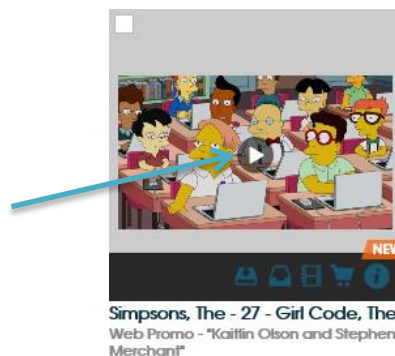 NEW
Simpsons, The - 27 - Girl Code, The
Web Promo - "Kaitlin Olson and Stephen
Merchant"